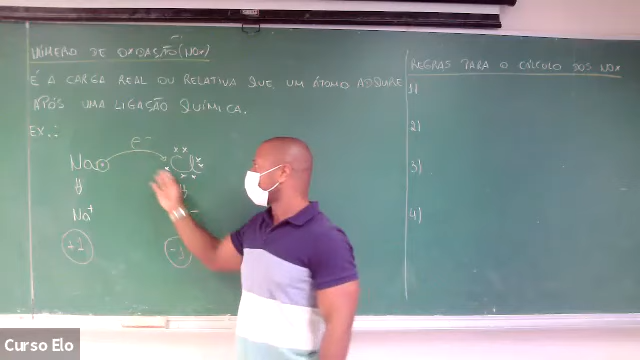 NÚMERO DE OXIDAÇÃO (NOX)
É A CARGA REAL OU RELATIVA QUE UM ÁTOMO ADQUIRE
APÓS UMA LIGAÇÃO QUÍMICA.
EX.:
e⁻
Na Cl
Na⁺
+1 -1
REGRAS PARA O CÁLCULO DOS NOX
1)
2)
3)
4)
Curso Elo